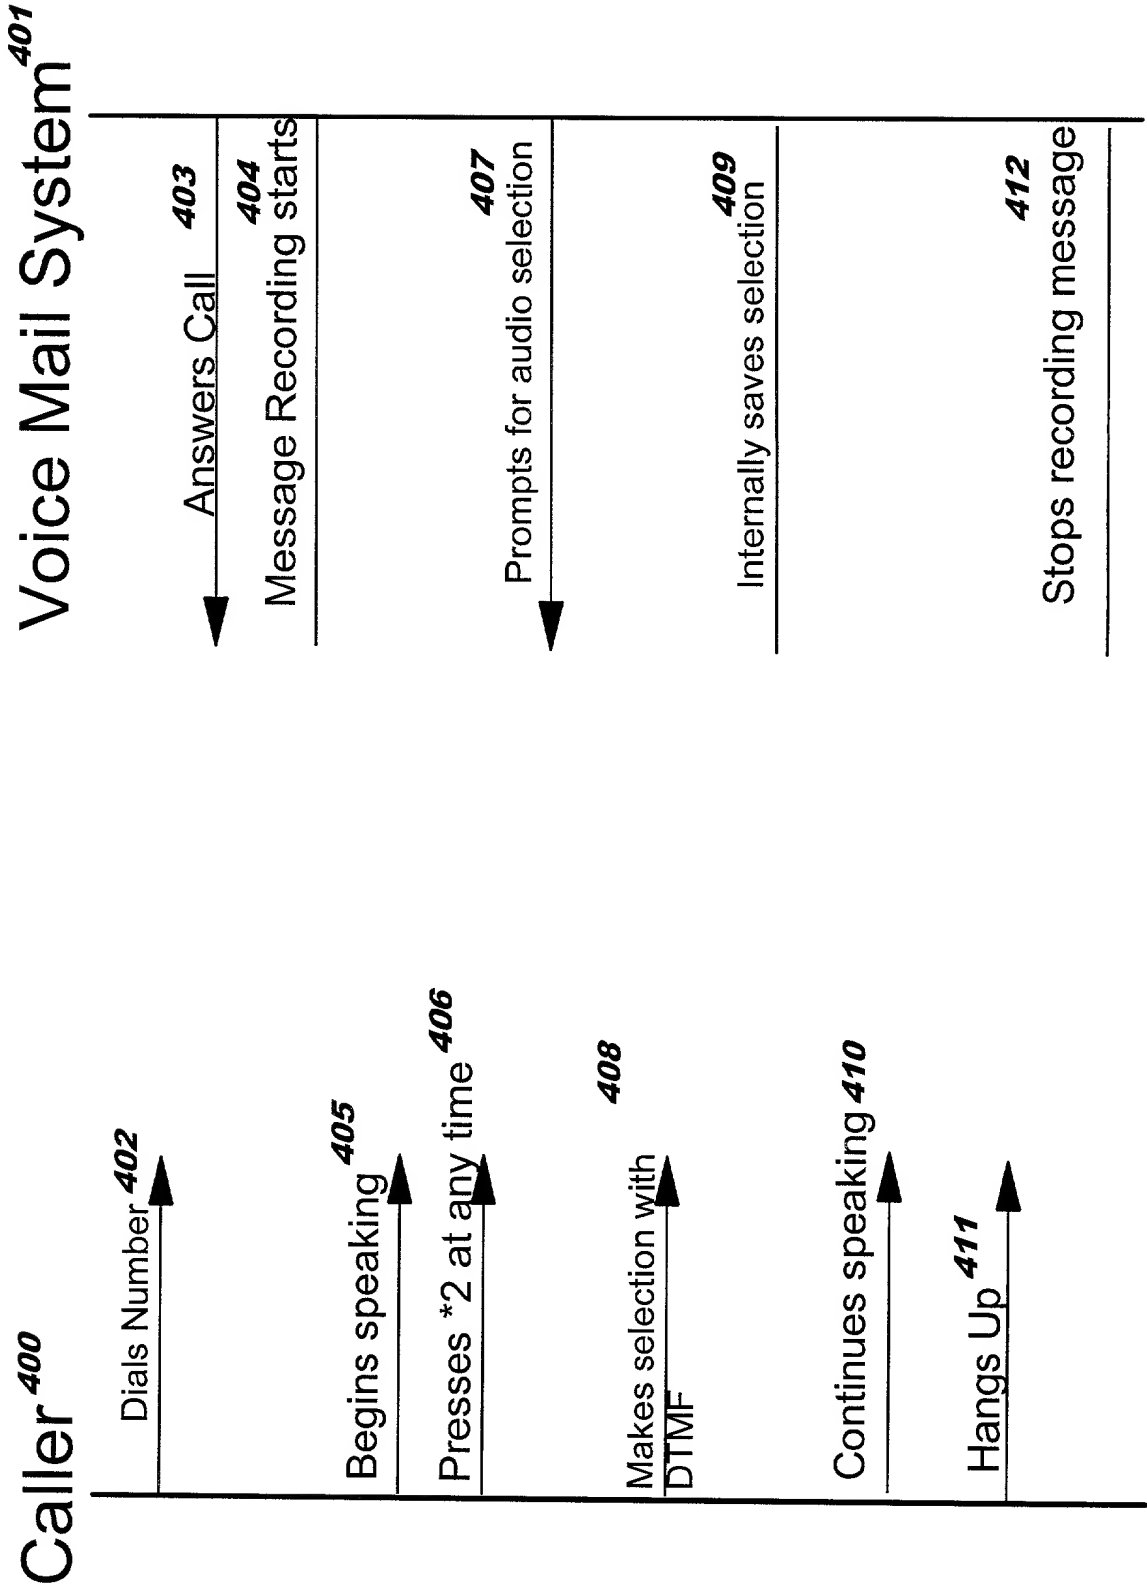 Caller 400
Voice Mail System 401
Dials Number 402
403
Answers Call
404
Message Recording starts
Begins speaking 405
Presses *2 at any time 406
407
Prompts for audio selection
408
Makes selection with
DTMF
409
Internally saves selection
Continues speaking 410
Hangs Up 411
412
Stops recording message